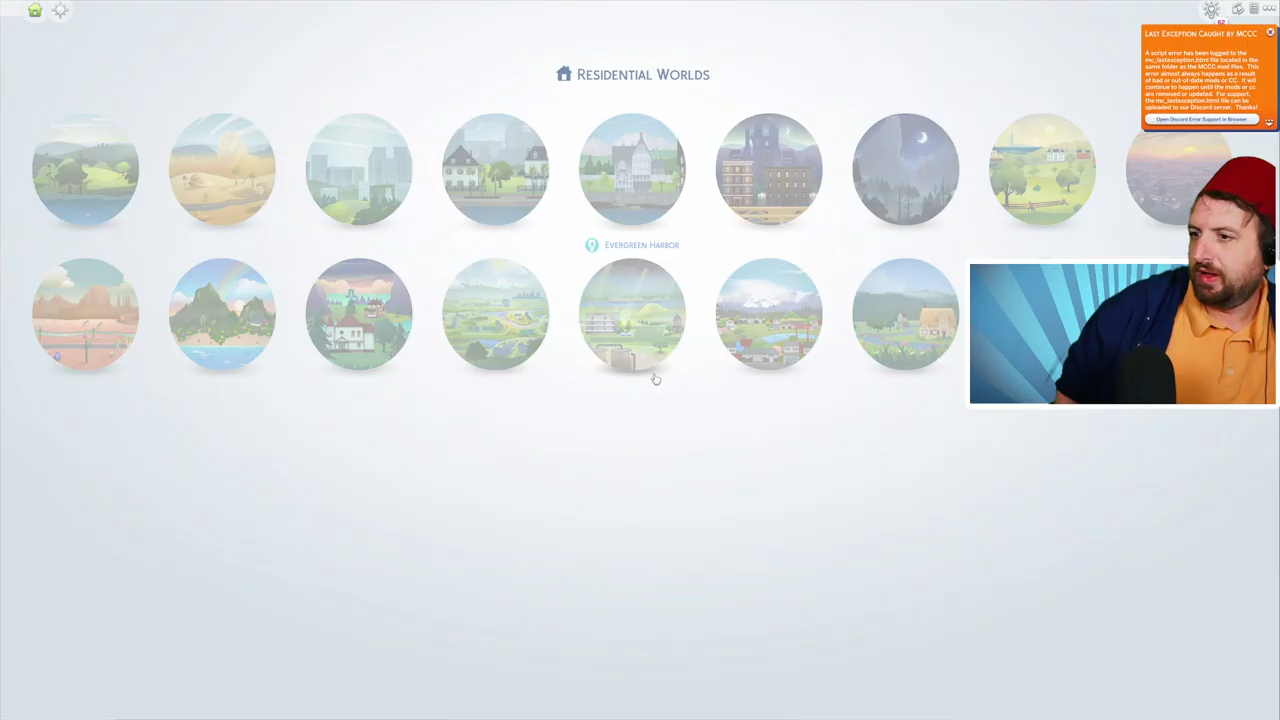 62
LAST EXCEPTION CAUGHT BY MCCC
A script error has been logged to the
mc_lastexception.html file located in the
same folder as the MCCC mod files. This
error almost always happens as a result
of bad or out-of-date mods or CC. It will
continue to happen until the mods or cc
are removed or updated. For support,
the mc_lastexception.html file can be
uploaded to our Discord server. Thanks!
Open Discord Error Support in Browser
RESIDENTIAL WORLDS
EVERGREEN HARBOR